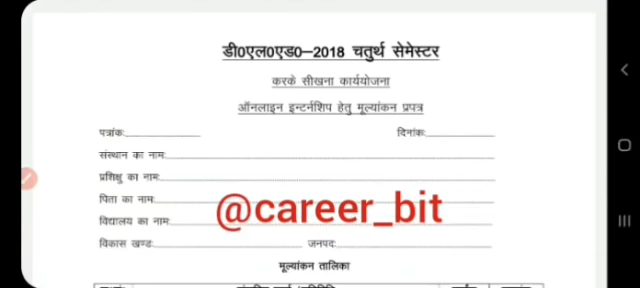 डी0एल0एड0–2018 चतुर्थ सेमेस्टर
करके सीखना कार्ययोजना
ऑनलाइन इन्टर्नशिप हेतु मूल्यांकन प्रपत्र
पत्रांक: दिनांक:
संस्थान का नाम:
प्रशिक्षु का नाम:
पिता का नाम:
@career_bit
विद्यालय का नाम:
विकास खण्ड: जनपद:
मूल्यांकन तालिका